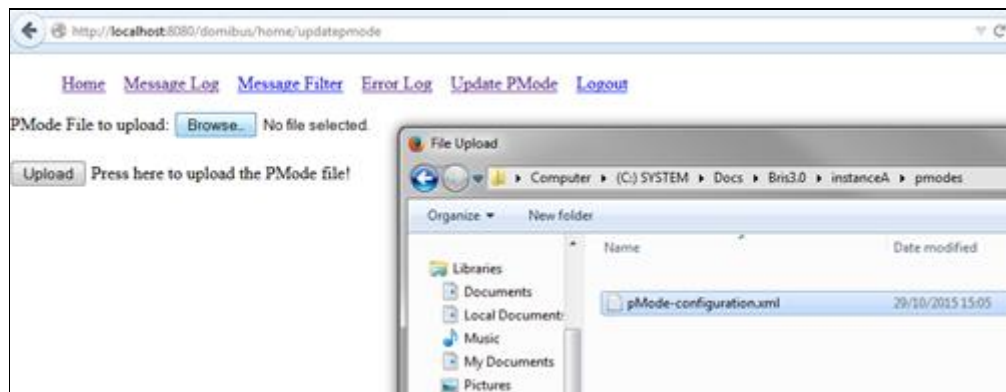 http://localhost:8080/domibus/home/updatepmode
Home Message Log Message Filter Error Log Update PMode Logout
PMode File to upload: Browse... No file selected.
Upload Press here to upload the PMode file!
File Upload
Computer ▸ (C:) SYSTEM ▸ Docs ▸ Bris3.0 ▸ instanceA ▸ pmodes
Organize New folder
Name Date modified
Libraries
Documents
Local Document
Music
My Documents
Pictures
pMode-configuration.xml 29/10/2015 15:05